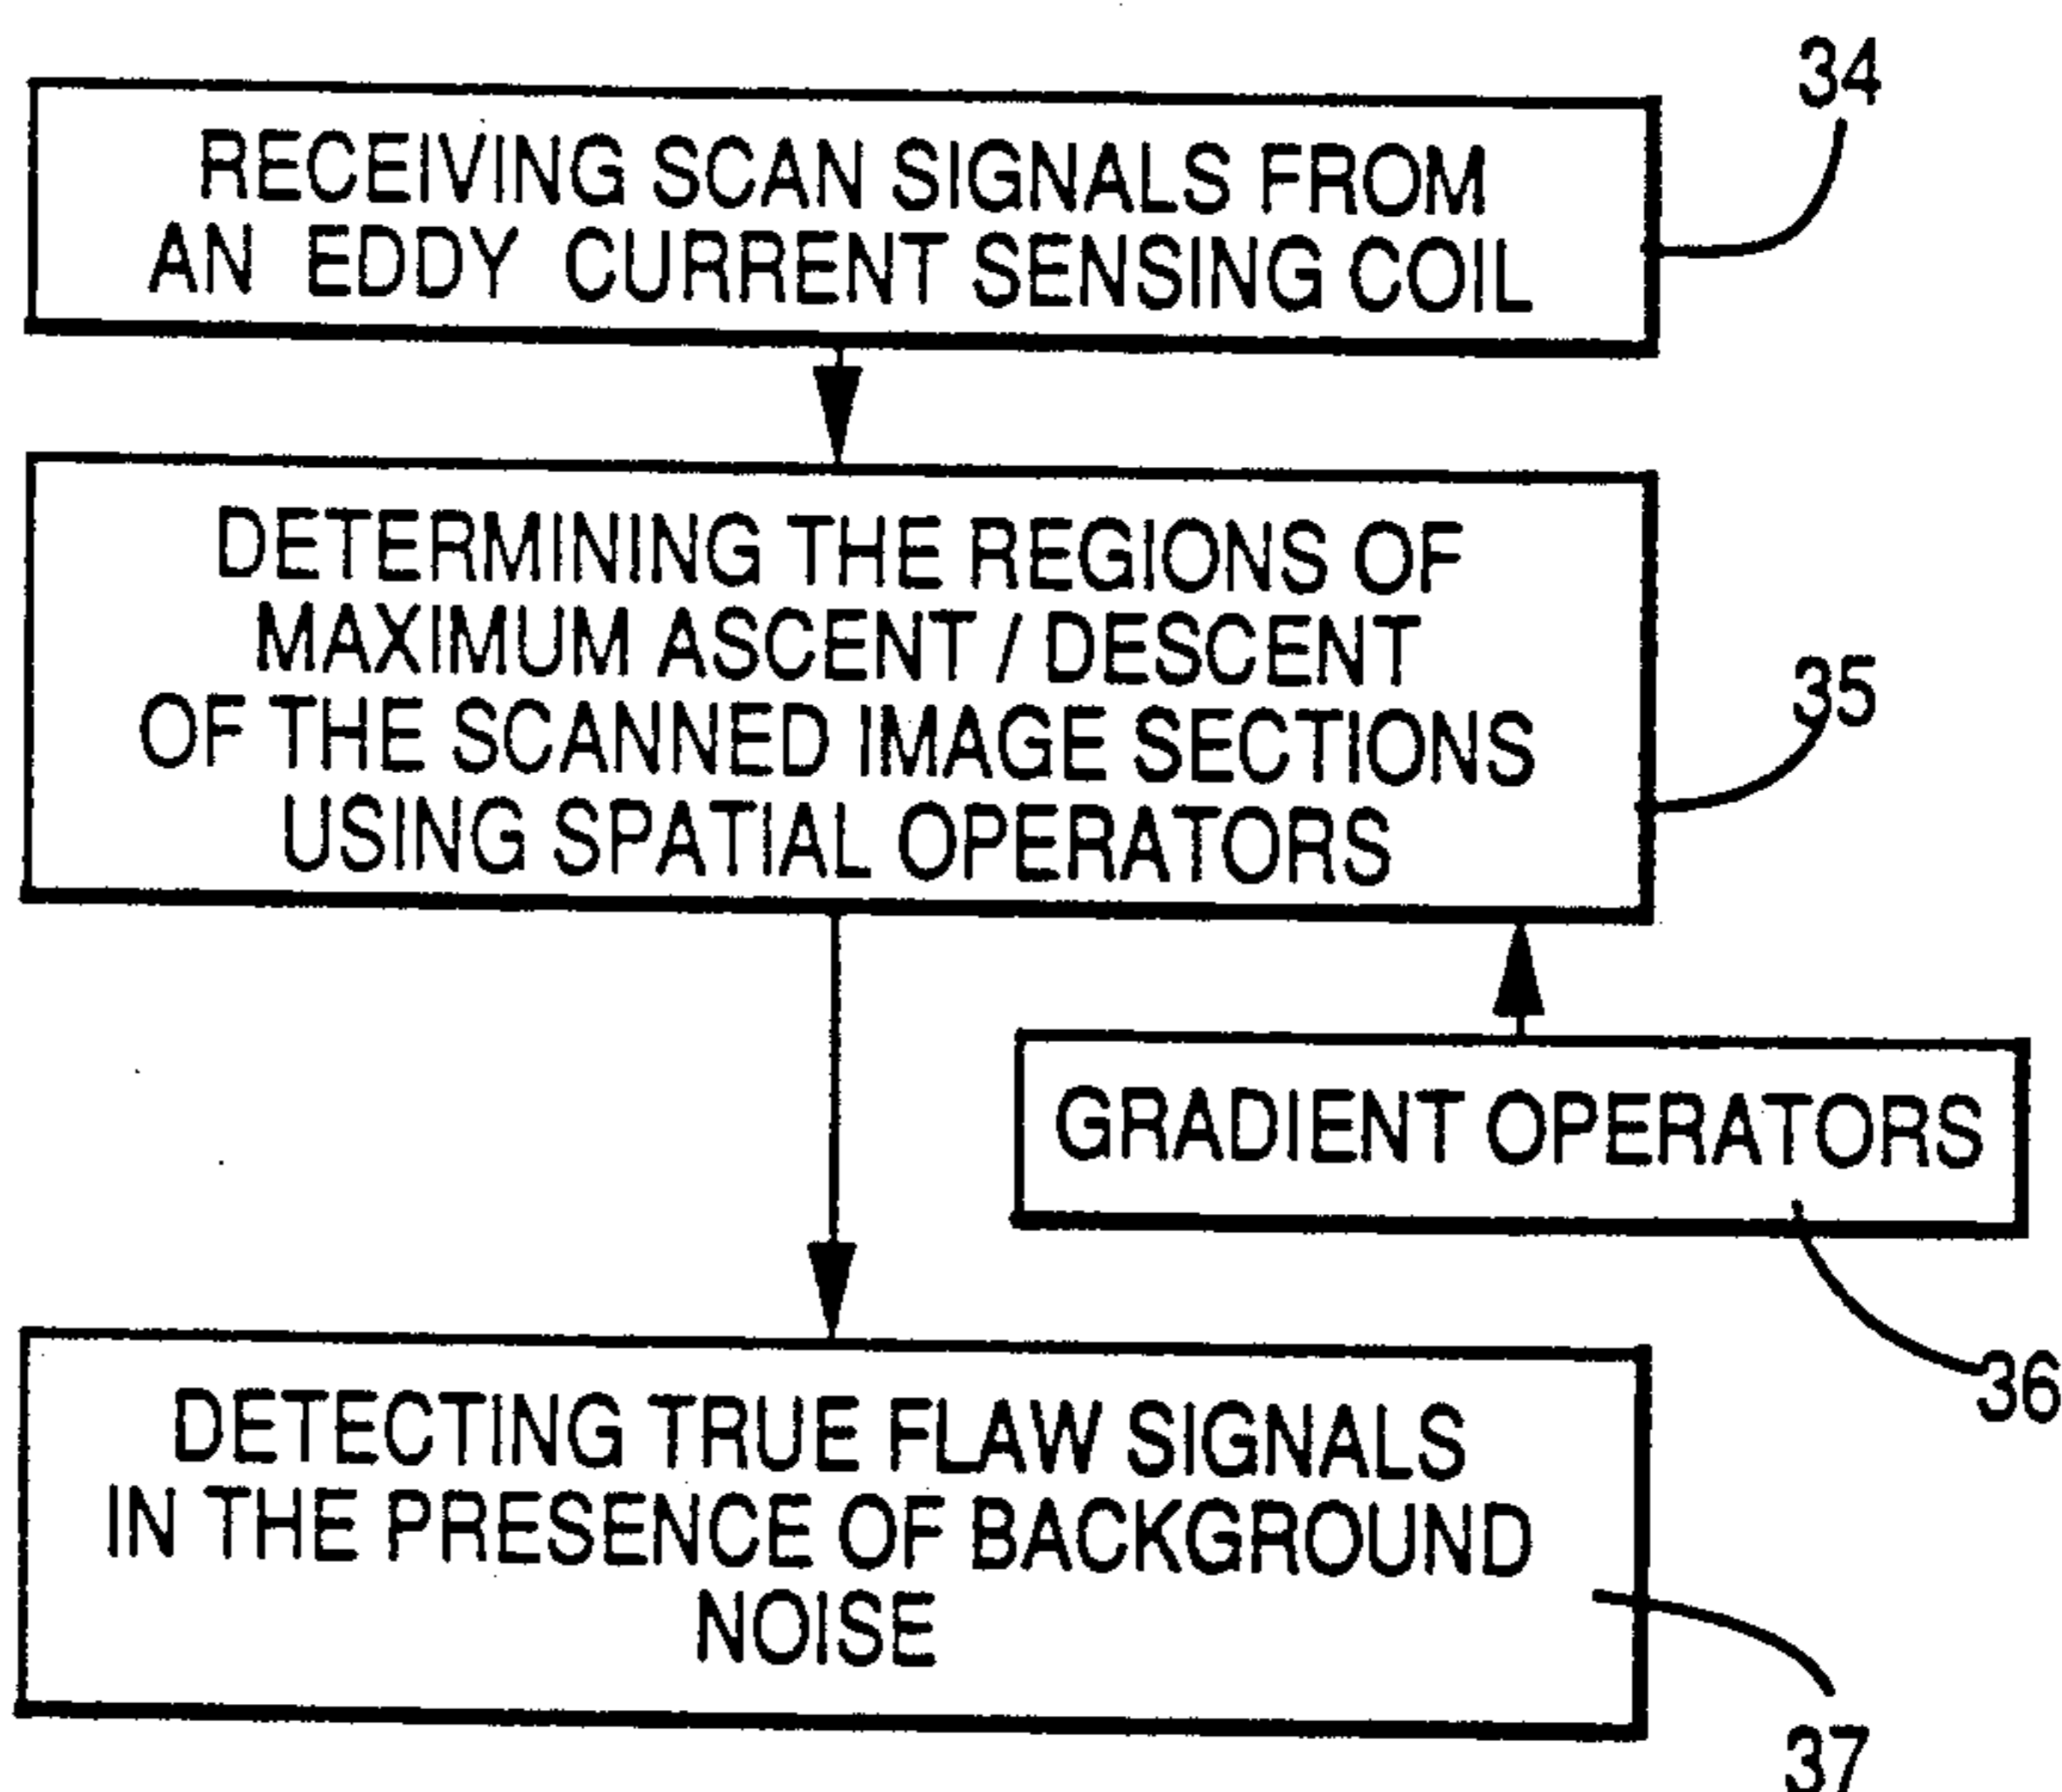 34
RECEIVING SCAN SIGNALS FROM
AN EDDY CURRENT SENSING COIL
DETERMINING THE REGIONS OF
MAXIMUM ASCENT / DESCENT
OF THE SCANNED IMAGE SECTIONS
USING SPATIAL OPERATORS
35
GRADIENT OPERATORS
36
DETECTING TRUE FLAW SIGNALS
IN THE PRESENCE OF BACKGROUND
NOISE
37